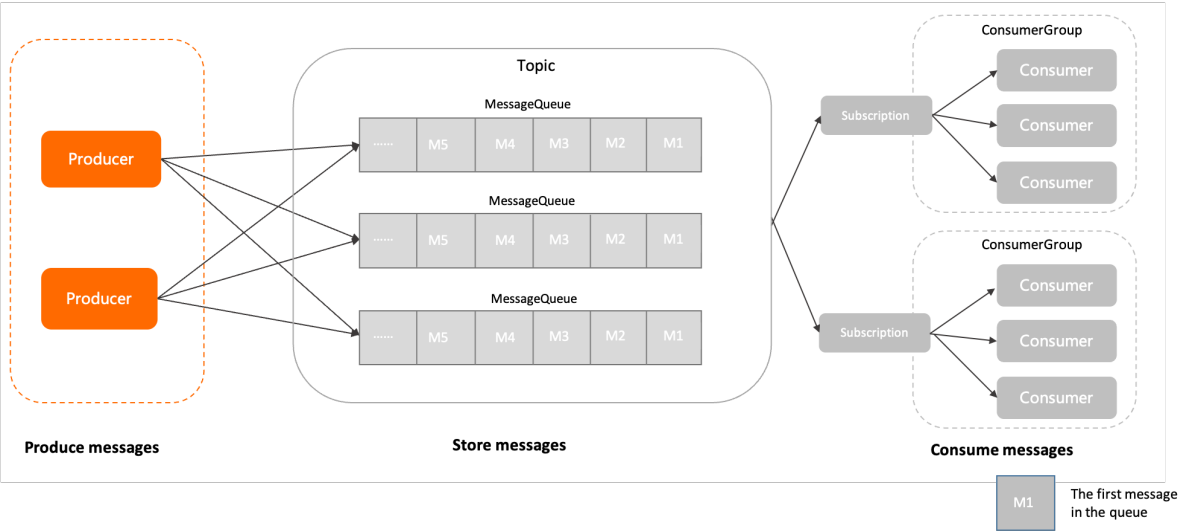 ConsumerGroup
Topic
Consumer
MessageQueue
Subscription
Consumer
Producer
...... M5 M4 M3 M2 M1
Consumer
MessageQueue
...... M5 M4 M3 M2 M1
ConsumerGroup
Producer
MessageQueue
Consumer
...... M5 M4 M3 M2 M1
Subscription
Consumer
Consumer
Produce messages
Store messages
Consume messages
M1
The first message
in the queue